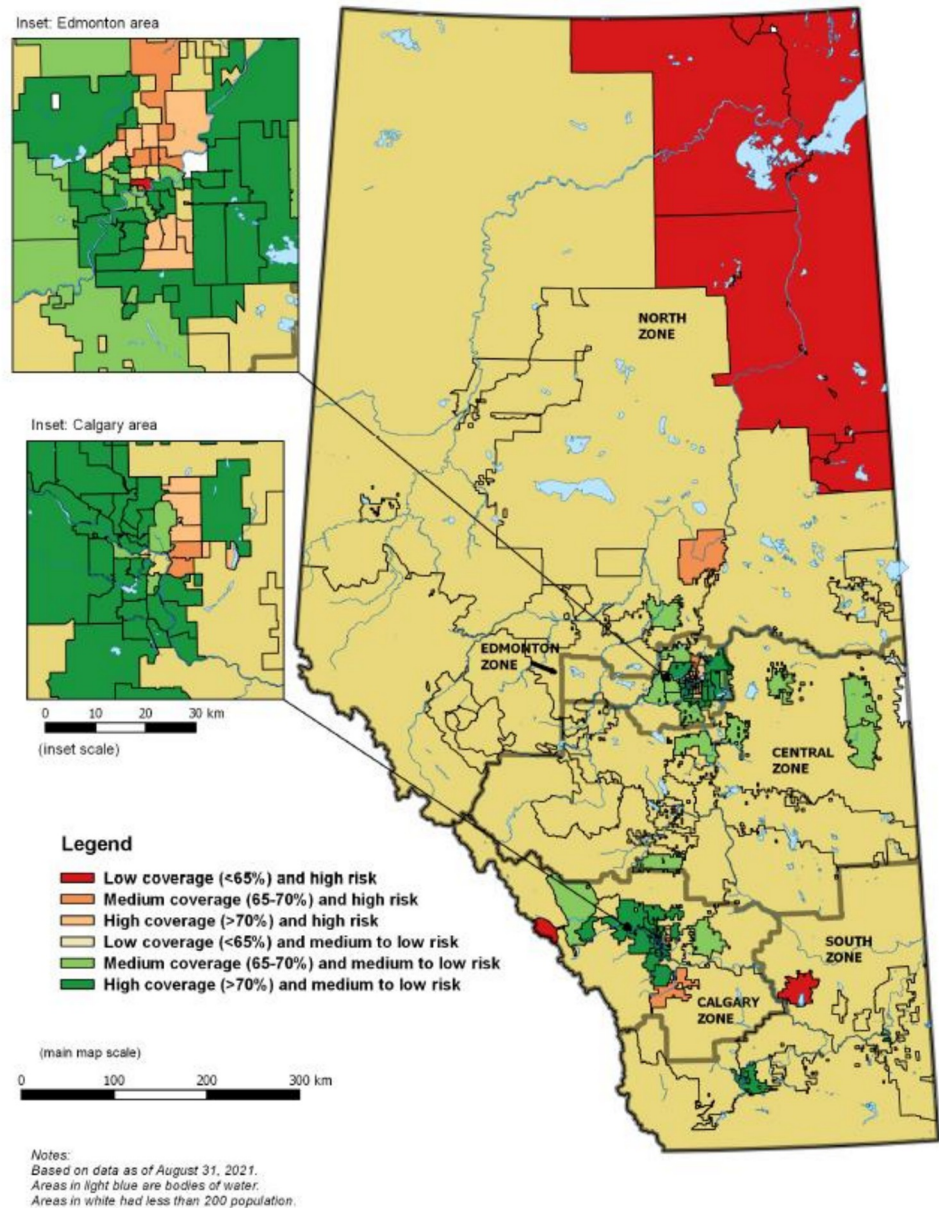 Inset: Edmonton area
Inset: Calgary area
0 10 20 30 km
(inset scale)
NORTH
ZONE
EDMONTON
ZONE
CENTRAL
ZONE
SOUTH
ZONE
CALGARY
ZONE
Legend
Low coverage (<65%) and high risk
Medium coverage (65-70%) and high risk
High coverage (>70%) and high risk
Low coverage (<65%) and medium to low risk
Medium coverage (65-70%) and medium to low risk
High coverage (>70%) and medium to low risk
(main map scale)
0 100 200 300 km
Notes:
Based on data as of August 31, 2021.
Areas in light blue are bodies of water.
Areas in white had less than 200 population.